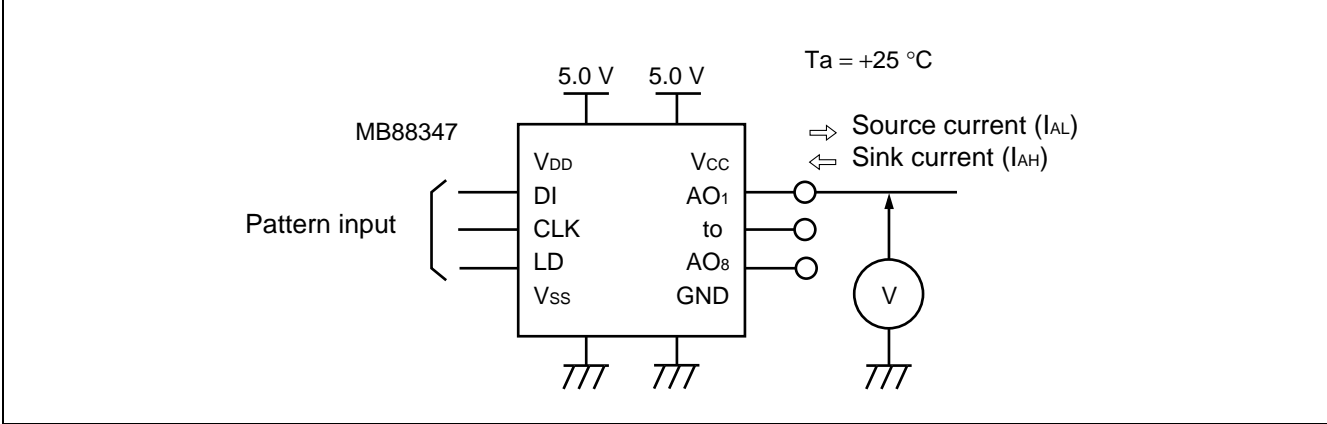 Ta = +25 °C
5.0 V 5.0 V
MB88347
⇨ Source current (IAL)
⇦ Sink current (IAH)
VDD VCC
DI AO1
Pattern input
CLK to
LD AO8
VSS GND
V